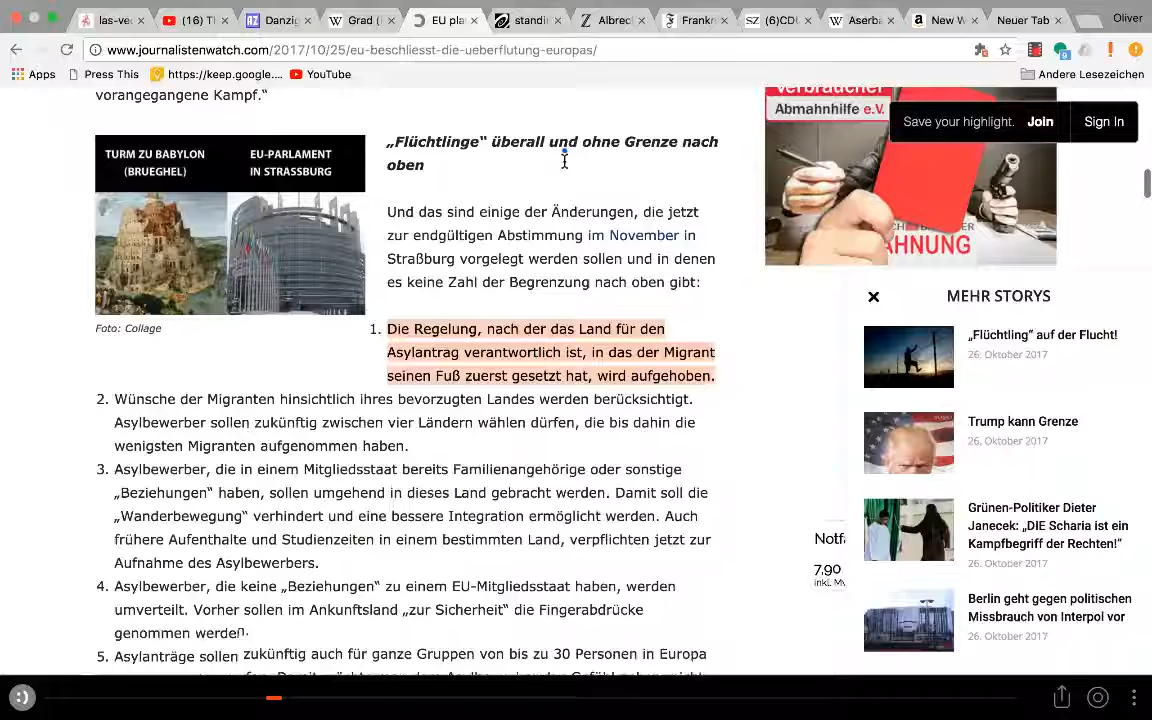 las-ve
(16) T
Danzig
Grad (
EU pla
standi
Albrec
Frankr
(6)CDU
Aserba
New W
Neuer Tab
Oliver
www.journalistenwatch.com/2017/10/25/eu-beschliesst-die-ueberflutung-europas/
Apps
Press This
https://keep.google....
YouTube
Andere Lesezeichen
vorangegangene Kampf.“
TURM ZU BABYLON
(BRUEGHEL)
EU-PARLAMENT
IN STRASSBURG
Foto: Collage
„Flüchtlinge“ überall und ohne Grenze nach
oben
Und das sind einige der Änderungen, die jetzt
zur endgültigen Abstimmung im November in
Straßburg vorgelegt werden sollen und in denen
es keine Zahl der Begrenzung nach oben gibt:
1. Die Regelung, nach der das Land für den
Asylantrag verantwortlich ist, in das der Migrant
seinen Fuß zuerst gesetzt hat, wird aufgehoben.
2. Wünsche der Migranten hinsichtlich ihres bevorzugten Landes werden berücksichtigt.
Asylbewerber sollen zukünftig zwischen vier Ländern wählen dürfen, die bis dahin die
wenigsten Migranten aufgenommen haben.
3. Asylbewerber, die in einem Mitgliedsstaat bereits Familienangehörige oder sonstige
„Beziehungen“ haben, sollen umgehend in dieses Land gebracht werden. Damit soll die
„Wanderbewegung“ verhindert und eine bessere Integration ermöglicht werden. Auch
frühere Aufenthalte und Studienzeiten in einem bestimmten Land, verpflichten jetzt zur
Aufnahme des Asylbewerbers.
4. Asylbewerber, die keine „Beziehungen“ zu einem EU-Mitgliedsstaat haben, werden
umverteilt. Vorher sollen im Ankunftsland „zur Sicherheit“ die Fingerabdrücke
genommen werden.
5. Asylanträge sollen zukünftig auch für ganze Gruppen von bis zu 30 Personen in Europa
Verbraucher
Abmahnhilfe e.V.
Save your highlight. Join
Sign In
AHNUNG
MEHR STORYS
„Flüchtling“ auf der Flucht!
26. Oktober 2017
Trump kann Grenze
26. Oktober 2017
Grünen-Politiker Dieter
Janecek: „DIE Scharia ist ein
Kampfbegriff der Rechten!“
26. Oktober 2017
Berlin geht gegen politischen
Missbrauch von Interpol vor
26. Oktober 2017
Notf
7,90
inkl. M